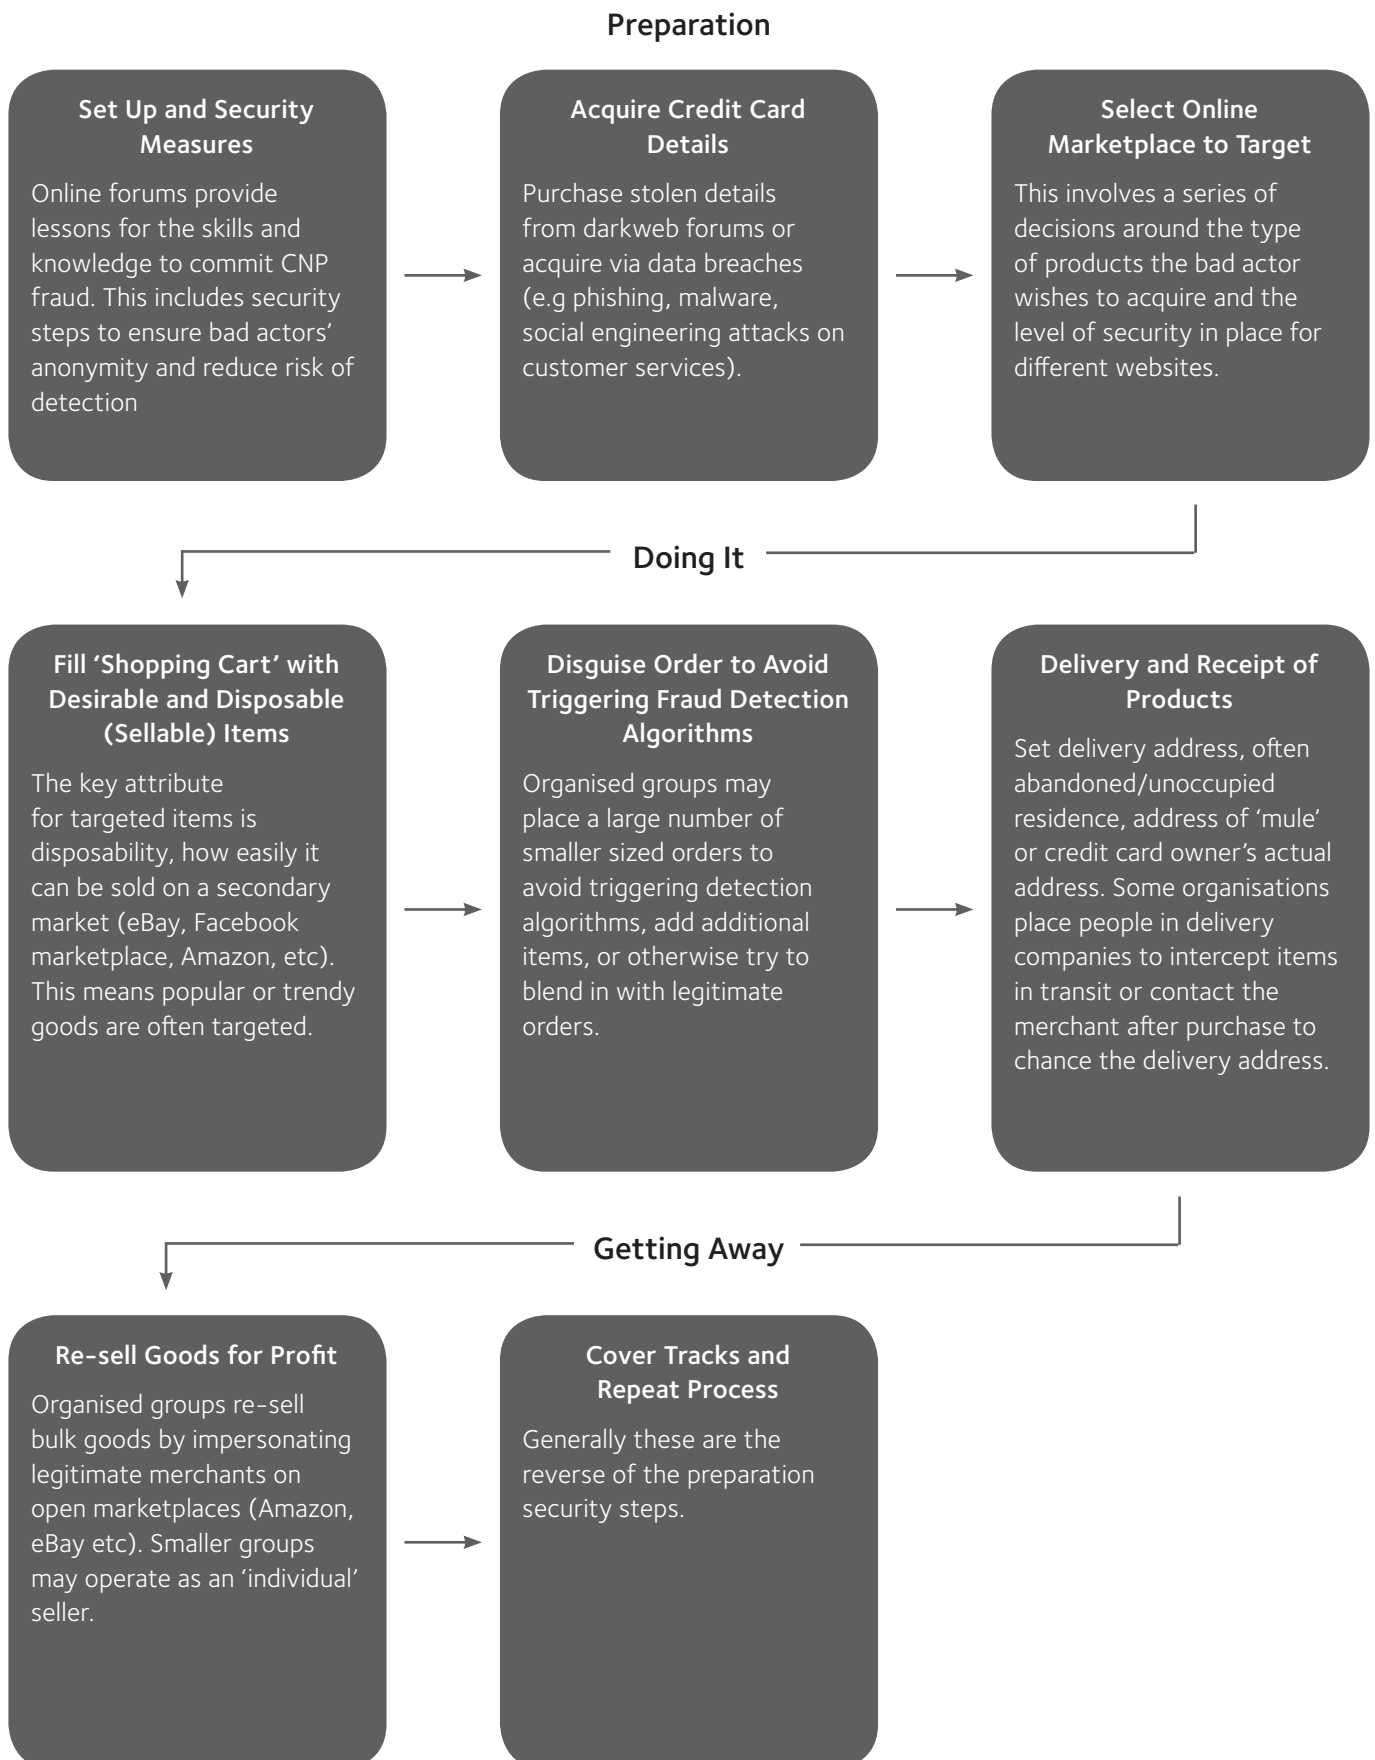 Preparation
Set Up and Security
Measures
Online forums provide
lessons for the skills and
knowledge to commit CNP
fraud. This includes security
steps to ensure bad actors’
anonymity and reduce risk of
detection
Acquire Credit Card
Details
Purchase stolen details
from darkweb forums or
acquire via data breaches
(e.g phishing, malware,
social engineering attacks on
customer services).
Select Online
Marketplace to Target
This involves a series of
decisions around the type
of products the bad actor
wishes to acquire and the
level of security in place for
different websites.
Doing It
Fill ‘Shopping Cart’ with
Desirable and Disposable
(Sellable) Items
The key attribute
for targeted items is
disposability, how easily it
can be sold on a secondary
market (eBay, Facebook
marketplace, Amazon, etc).
This means popular or trendy
goods are often targeted.
Disguise Order to Avoid
Triggering Fraud Detection
Algorithms
Organised groups may
place a large number of
smaller sized orders to
avoid triggering detection
algorithms, add additional
items, or otherwise try to
blend in with legitimate
orders.
Delivery and Receipt of
Products
Set delivery address, often
abandoned/unoccupied
residence, address of ‘mule’
or credit card owner’s actual
address. Some organisations
place people in delivery
companies to intercept items
in transit or contact the
merchant after purchase to
chance the delivery address.
Getting Away
Re-sell Goods for Profit
Organised groups re-sell
bulk goods by impersonating
legitimate merchants on
open marketplaces (Amazon,
eBay etc). Smaller groups
may operate as an ‘individual’
seller.
Cover Tracks and
Repeat Process
Generally these are the
reverse of the preparation
security steps.